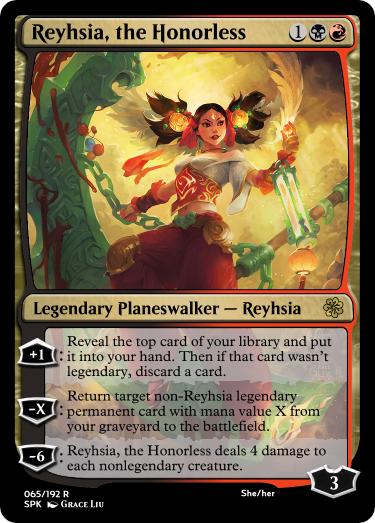 Reyhsia, the Honorless 1BR
Legendary Planeswalker — Reyhsia
+1: Reveal the top card of your library and put
it into your hand. Then if that card wasn't
legendary, discard a card.
-X: Return target non-Reyhsia legendary
permanent card with mana value X from
your graveyard to the battlefield.
-6: Reyhsia, the Honorless deals 4 damage to
each nonlegendary creature.
3
065/192 R
She/her
SPK GRACE LIU